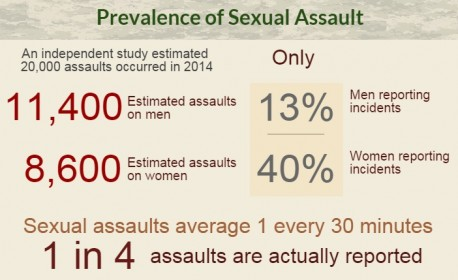 Prevalence of Sexual Assault
An independent study estimated
20,000 assaults occurred in 2014
Only
11,400 Estimated assaults
on men
13% Men reporting
incidents
8,600 Estimated assaults
on women
40% Women reporting
incidents
Sexual assaults average 1 every 30 minutes
1 in 4 assaults are actually reported